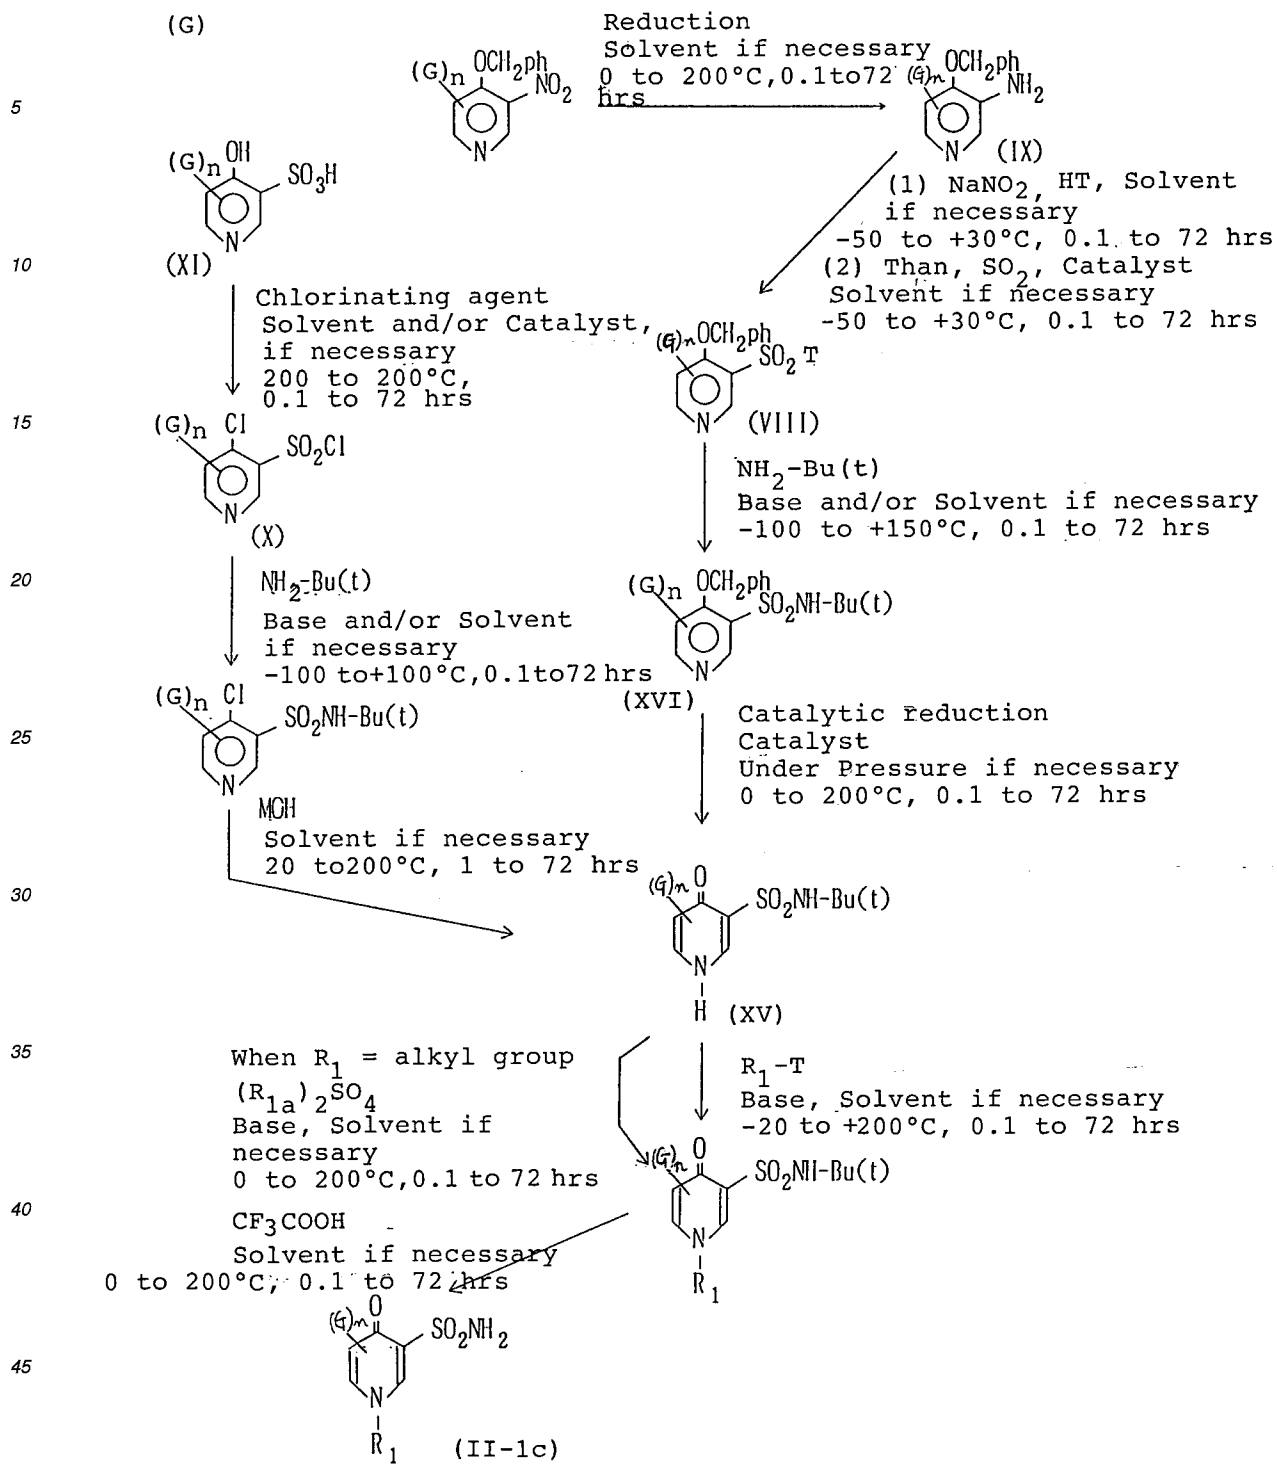 (G)
Reduction
Solvent if necessary
0 to 200°C,0.1to72
hrs
(G)n OCH2ph
NO2
N
(G)n OCH2ph
NH2
N (IX)
5
(G)n OH
SO3H
N
(XI)
(1) NaNO2, HT, Solvent
if necessary
-50 to +30°C, 0.1 to 72 hrs
10
(2) Than, SO2, Catalyst
Solvent if necessary
-50 to +30°C, 0.1 to 72 hrs
Chlorinating agent
Solvent and/or Catalyst,
if necessary
200 to 200°C,
0.1 to 72 hrs
(G)n OCH2ph
SO2 T
N (VIII)
15
(G)n Cl
SO2Cl
N
(X)
NH2-Bu(t)
Base and/or Solvent if necessary
-100 to +150°C, 0.1 to 72 hrs
20
NH2-Bu(t)
Base and/or Solvent
if necessary
-100 to+100°C,0.1to72 hrs
(G)n OCH2ph
SO2NH-Bu(t)
N
(XVI)
(G)n Cl
SO2NH-Bu(t)
N
25
Catalytic reduction
Catalyst
Under Pressure if necessary
0 to 200°C, 0.1 to 72 hrs
MOH
Solvent if necessary
20 to200°C, 1 to 72 hrs
30
(G)n O
SO2NH-Bu(t)
N
H (XV)
35
When R1 = alkyl group
(R1a)2SO4
Base, Solvent if
necessary
0 to 200°C,0.1 to 72 hrs
R1-T
Base, Solvent if necessary
-20 to +200°C, 0.1 to 72 hrs
(G)n O
SO2NH-Bu(t)
N
R1
40
CF3COOH
Solvent if necessary
0 to 200°C, 0.1 to 72 hrs
(G)n O
SO2NH2
N
R1 (II-1c)
45